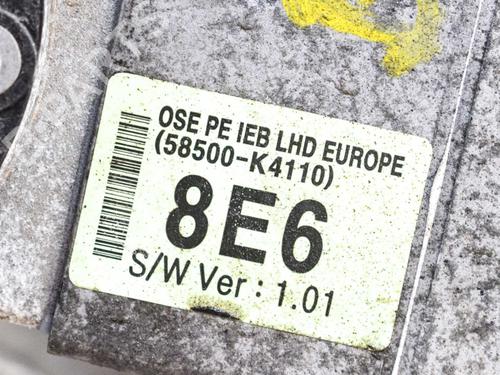 OSE PE IEB LHD EUROPE
(58500-K4110)
8E6
S/W Ver : 1.01